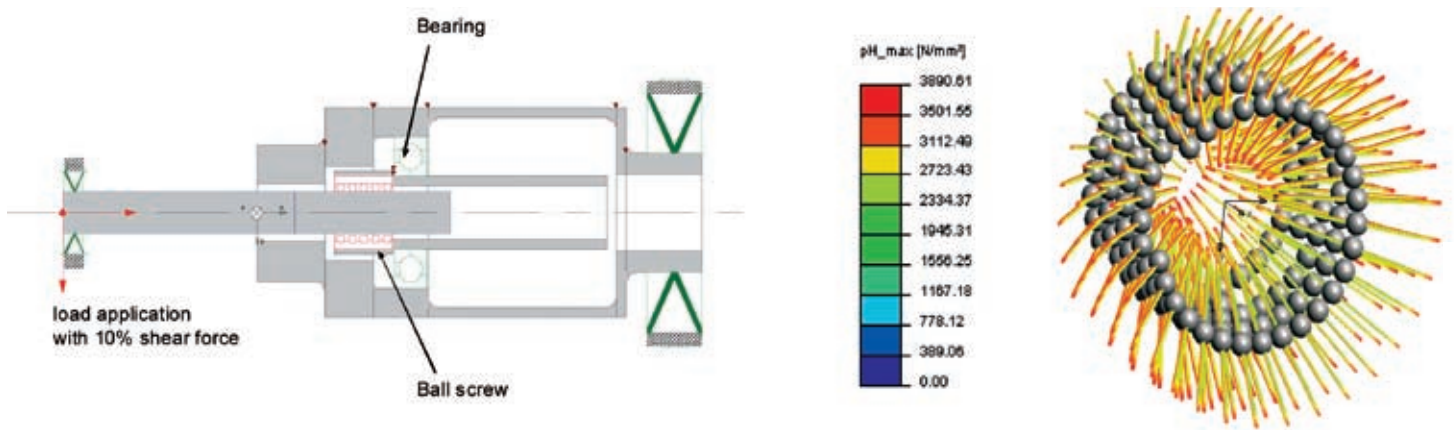 Bearing
load application
with 10% shear force
Ball screw
pH_max [N/mm²]
3890.61
3501.55
3112.49
2723.43
2334.37
1945.31
1556.25
1167.18
778.12
389.06
0.00